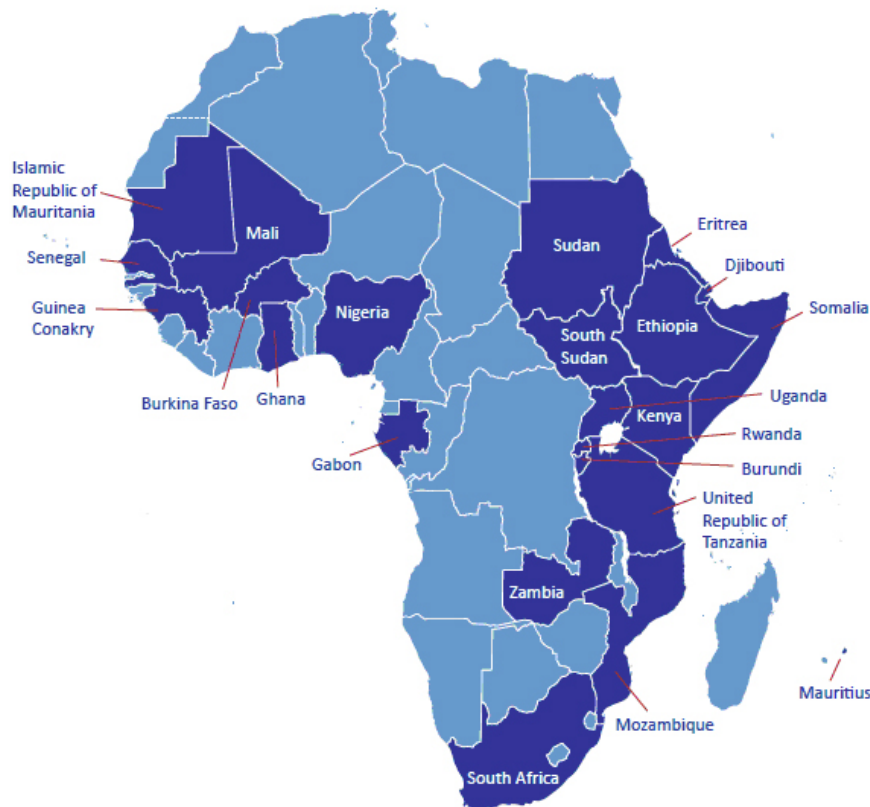 Islamic
Republic of
Mauritania
Mali
Senegal
Guinea
Conakry
Burkina Faso
Ghana
Nigeria
Gabon
Sudan
Eritrea
Djibouti
Somalia
Ethiopia
South
Sudan
Uganda
Kenya
Rwanda
Burundi
United
Republic of
Tanzania
Zambia
Mauritius
Mozambique
South Africa